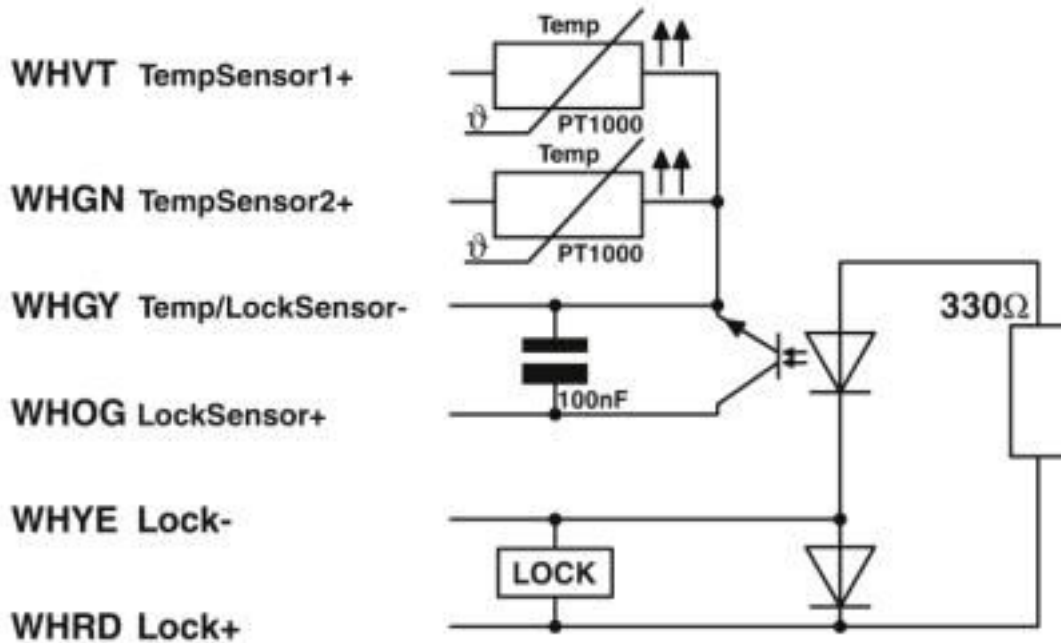 Temp
WHVT TempSensor1+
ϑ PT1000
Temp
WHGN TempSensor2+
ϑ PT1000
WHGY Temp/LockSensor-
330Ω
100nF
WHOG LockSensor+
WHYE Lock-
LOCK
WHRD Lock+